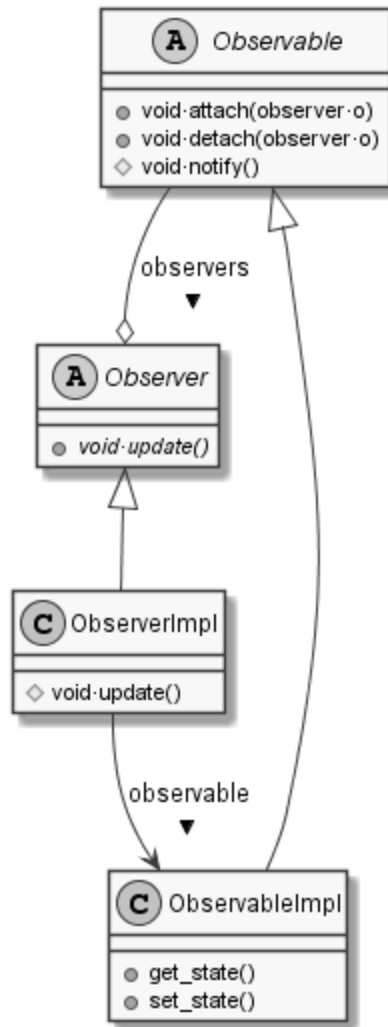 A Observable
void·attach(observer·o)
void·detach(observer·o)
void·notify()
observers
A Observer
void·update()
C ObserverImpl
void·update()
observable
C ObservableImpl
get_state()
set_state()